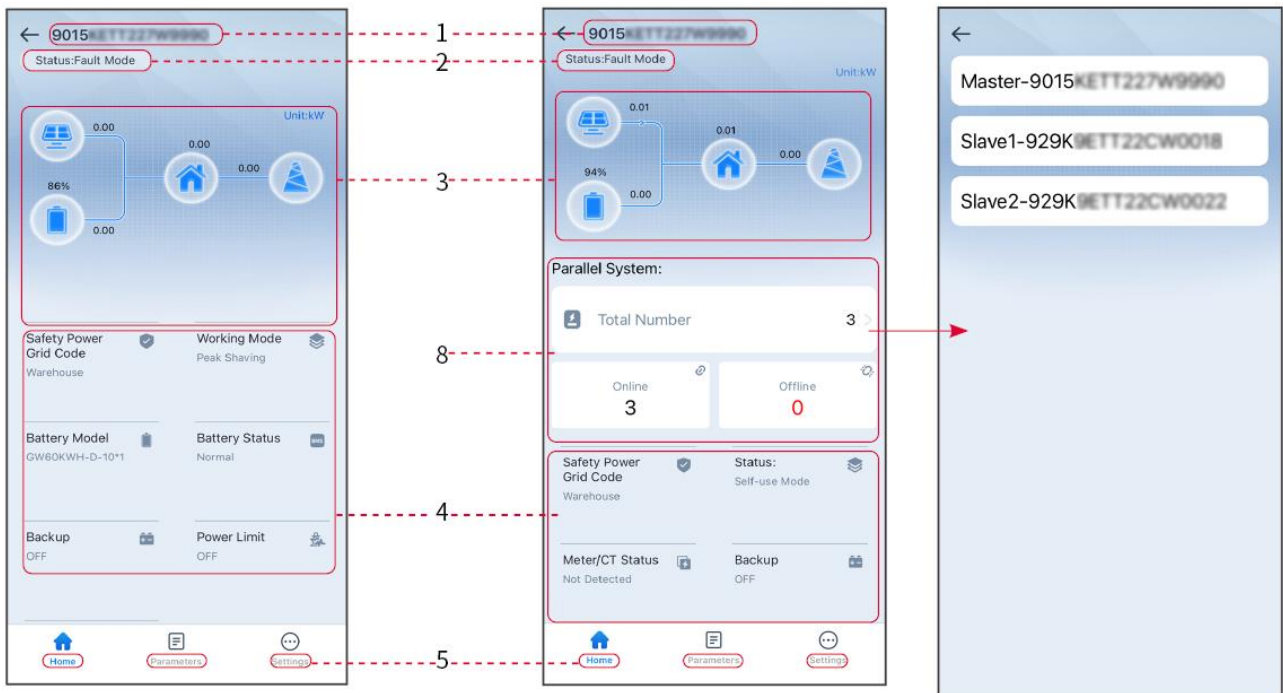 9015
Status:Fault Mode
Unit:kW
0.00
0.00
0.00
86%
0.00
Safety Power
Grid Code
Warehouse
Working Mode
Peak Shaving
Battery Model
GW60KWH-D-10*1
Battery Status
Normal
BMS
Backup
OFF
Power Limit
OFF
Home
Parameters
Settings
1
2
3
8
4
5
9015
Status:Fault Mode
Unit:kW
0.01
0.01
0.00
94%
0.00
Parallel System:
Total Number
3
Online
3
Offline
0
Safety Power
Grid Code
Warehouse
Status:
Self-use Mode
Meter/CT Status
Not Detected
Backup
OFF
Home
Parameters
Settings
Master-9015
Slave1-929K
Slave2-929K